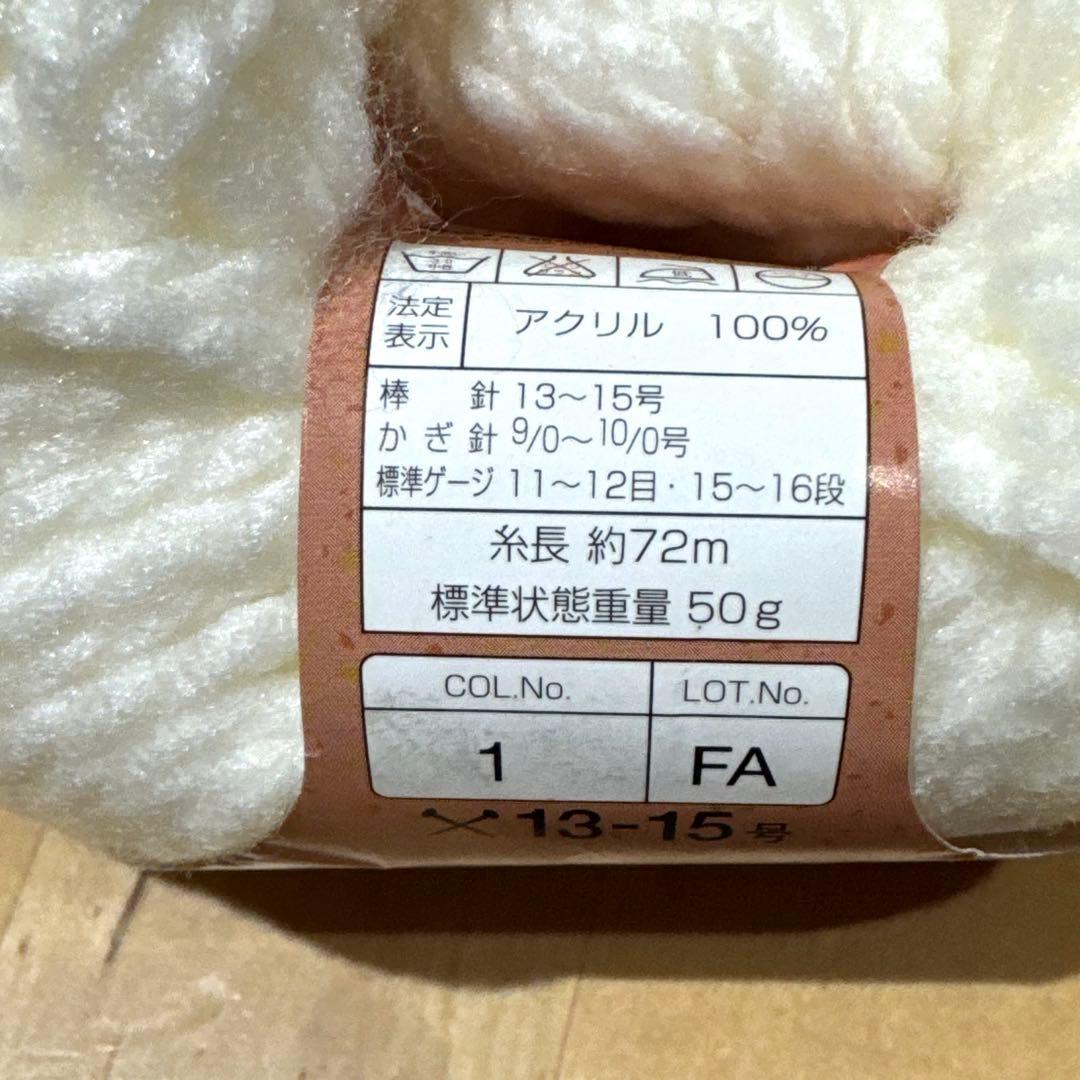 低
法定
表示
アクリル 100%
棒 針 13～15号
かぎ針 9/0～10/0号
標準ゲージ 11～12目・15～16段
糸長 約72m
標準状態重量 50g
COL.No. LOT.No.
1 FA
13-15号